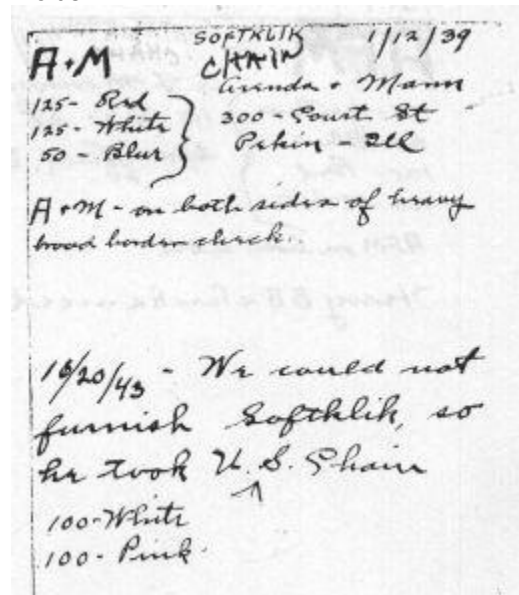 SOFTKLIK 1/12/39
A+M CHAIN
Arenda + Mann
125 - Red
125 - White
50 - Blue
300 - Court St
Pekin - Ill
A+M - on both sides of heavy
broad border check.
10/20/43 - We could not
furnish Softklik, so
he took U.S. Chain
100 - White
100 - Pink.